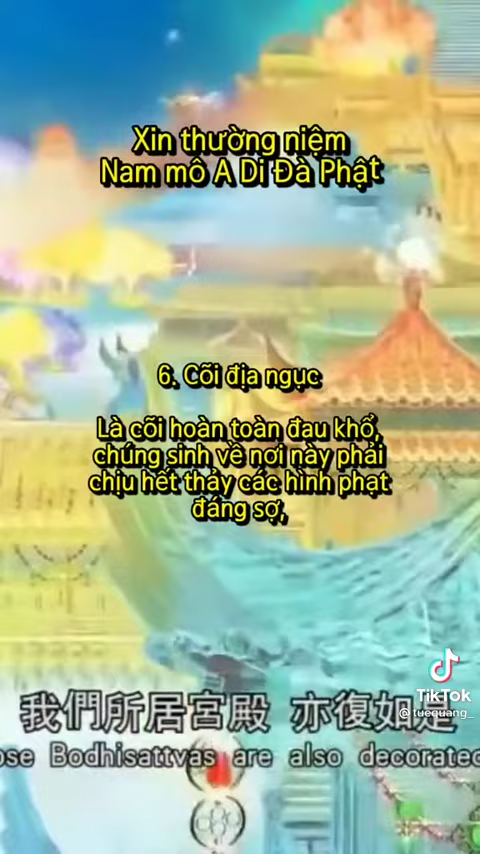 Xin thường niệm
Nam mô A Di Đà Phật
6. Cõi địa ngục
Là cõi hoàn toàn đau khổ,
chúng sinh về nơi này phải
chịu hết thảy các hình phạt
đáng sợ,
TikTok
@tuequang_
我們所居宮殿 亦復如是
ose Bodhisattvas are also decorated